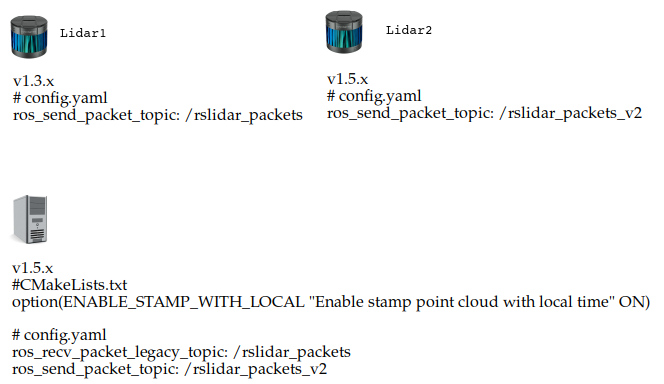 Lidar1
v1.3.x
# config.yaml
ros_send_packet_topic: /rslidar_packets
Lidar2
v1.5.x
# config.yaml
ros_send_packet_topic: /rslidar_packets_v2
v1.5.x
#CMakeLists.txt
option(ENABLE_STAMP_WITH_LOCAL "Enable stamp point cloud with local time" ON)
# config.yaml
ros_recv_packet_legacy_topic: /rslidar_packets
ros_send_packet_topic: /rslidar_packets_v2